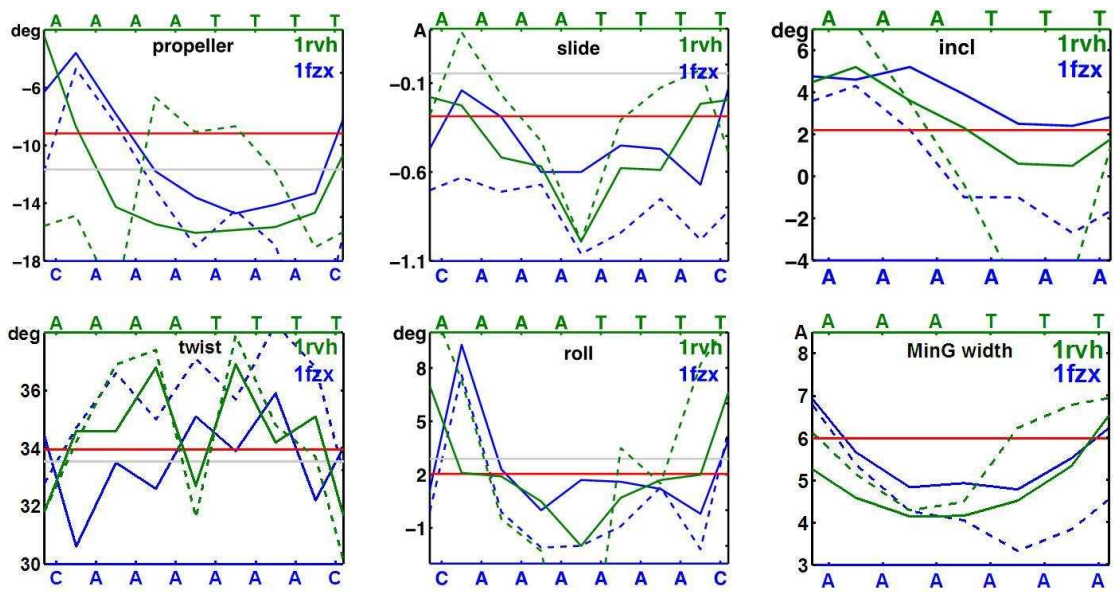 A A A A T T T T
deg
propeller
1rvh
1fzx
−6
−10
−14
−18
C A A A A A A C
A A A A T T T T
A
slide
1rvh
1fzx
−0.1
−0.6
−1.1
C A A A A A A C
A A A T T T
deg
incl
1rvh
1fzx
6
4
2
0
−2
−4
A A A A A A
A A A A T T T T
deg
twist
1rvh
1fzx
36
34
32
30
C A A A A A A C
A A A A T T T T
deg
roll
1rvh
1fzx
8
5
2
−1
C A A A A A A C
A A A T T T
A
MinG width
1rvh
1fzx
8
7
6
5
4
3
A A A A A A